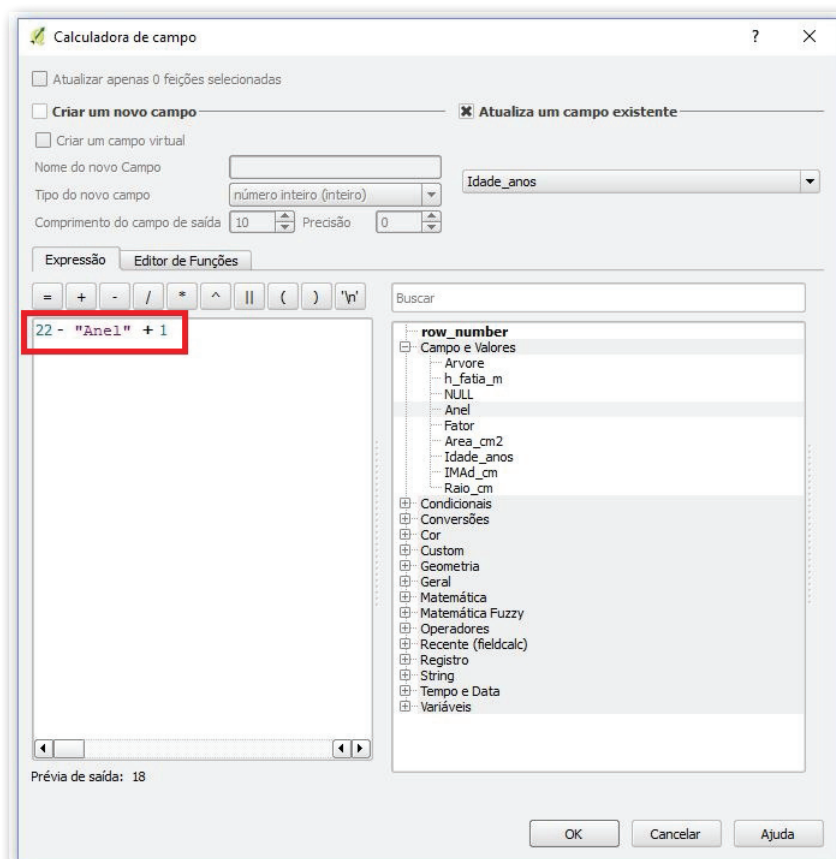 Calculadora de campo
?
Atualizar apenas 0 feições selecionadas
Criar um novo campo
Atualiza um campo existente
Criar um campo virtual
Nome do novo Campo
Idade_anos
Tipo do novo campo número inteiro (inteiro)
Comprimento do campo de saída 10 Precisão 0
Expressão Editor de Funções
= + - / * ^ || ( ) '\n'
Buscar
22 - "Anel" + 1
row_number
Campo e Valores
Arvore
h_fatia_m
NULL
Anel
Fator
Area_cm2
Idade_anos
IMAd_cm
Raio_cm
Condicionais
Conversões
Cor
Custom
Geometria
Geral
Matemática
Matemática Fuzzy
Operadores
Recente (fieldcalc)
Registro
String
Tempo e Data
Variáveis
Prévia de saída: 18
OK Cancelar Ajuda